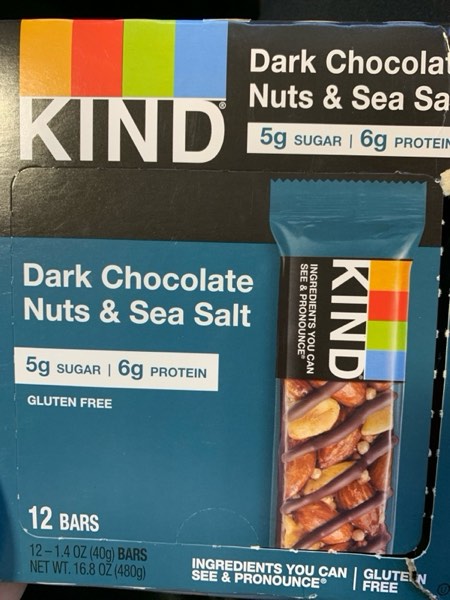 KIND®
Dark Chocolat
Nuts & Sea Sa
5g SUGAR | 6g PROTEIN
Dark Chocolate
Nuts & Sea Salt
5g SUGAR | 6g PROTEIN
GLUTEN FREE
KIND
INGREDIENTS YOU CAN
SEE & PRONOUNCE®
12 BARS
12 – 1.4 OZ (40g) BARS
NET WT. 16.8 OZ (480g)
INGREDIENTS YOU CAN
SEE & PRONOUNCE®
GLUTEN
FREE